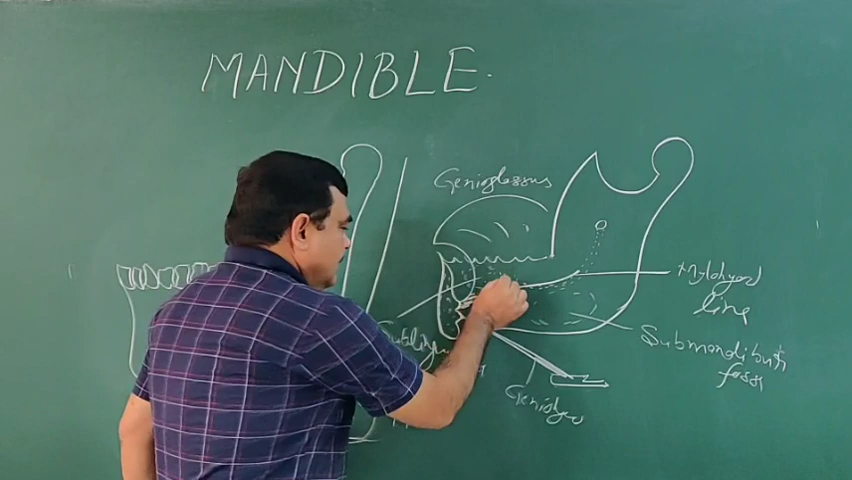 MANDIBLE.
Genioglossus
Mylohyoid
line
Submandibular
fossa
Geniohyo